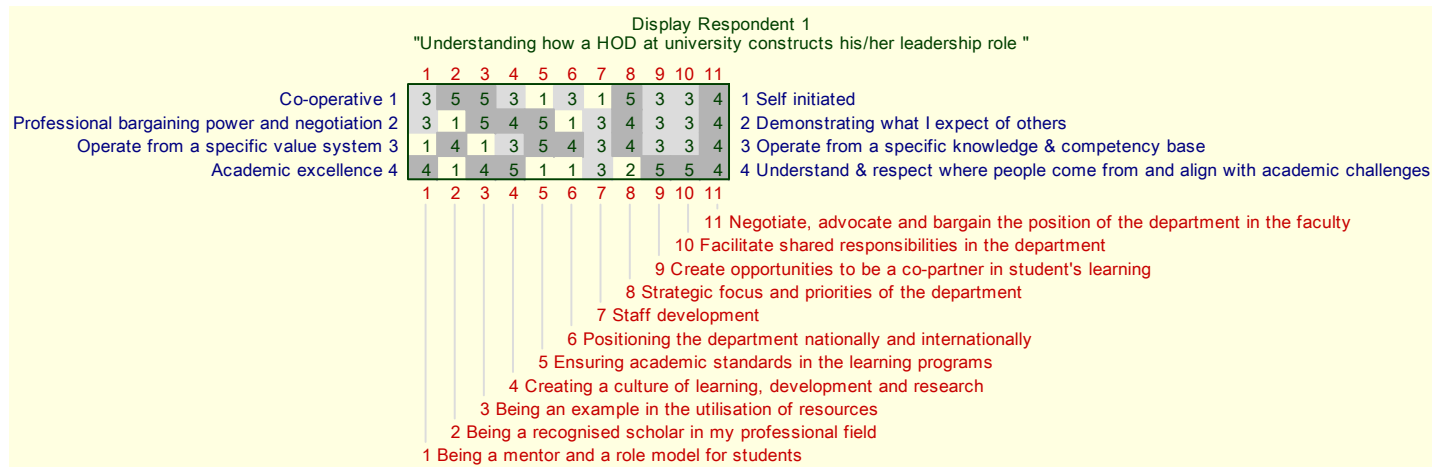 Display Respondent 1
"Understanding how a HOD at university constructs his/her leadership role "
1 2 3 4 5 6 7 8 9 10 11
Co-operative 1 3 5 5 3 1 3 1 5 3 3 4 1 Self initiated
Professional bargaining power and negotiation 2 3 1 5 4 5 1 3 4 3 3 4 2 Demonstrating what I expect of others
Operate from a specific value system 3 1 4 1 3 5 4 3 4 3 3 4 3 Operate from a specific knowledge & competency base
Academic excellence 4 4 1 4 5 1 1 3 2 5 5 4 4 Understand & respect where people come from and align with academic challenges
1 2 3 4 5 6 7 8 9 10 11
11 Negotiate, advocate and bargain the position of the department in the faculty
10 Facilitate shared responsibilities in the department
9 Create opportunities to be a co-partner in student's learning
8 Strategic focus and priorities of the department
7 Staff development
6 Positioning the department nationally and internationally
5 Ensuring academic standards in the learning programs
4 Creating a culture of learning, development and research
3 Being an example in the utilisation of resources
2 Being a recognised scholar in my professional field
1 Being a mentor and a role model for students